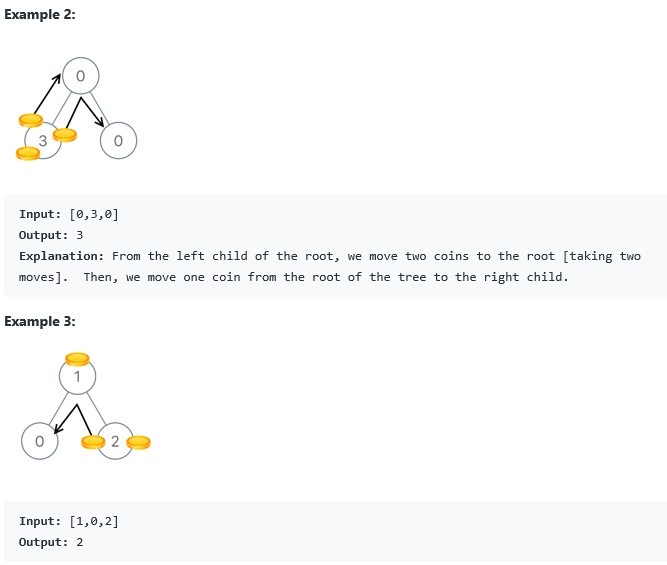 Example 2:
0
3
0
Input: [0,3,0]
Output: 3
Explanation: From the left child of the root, we move two coins to the root [taking two
moves].  Then, we move one coin from the root of the tree to the right child.
Example 3:
1
0
2
Input: [1,0,2]
Output: 2